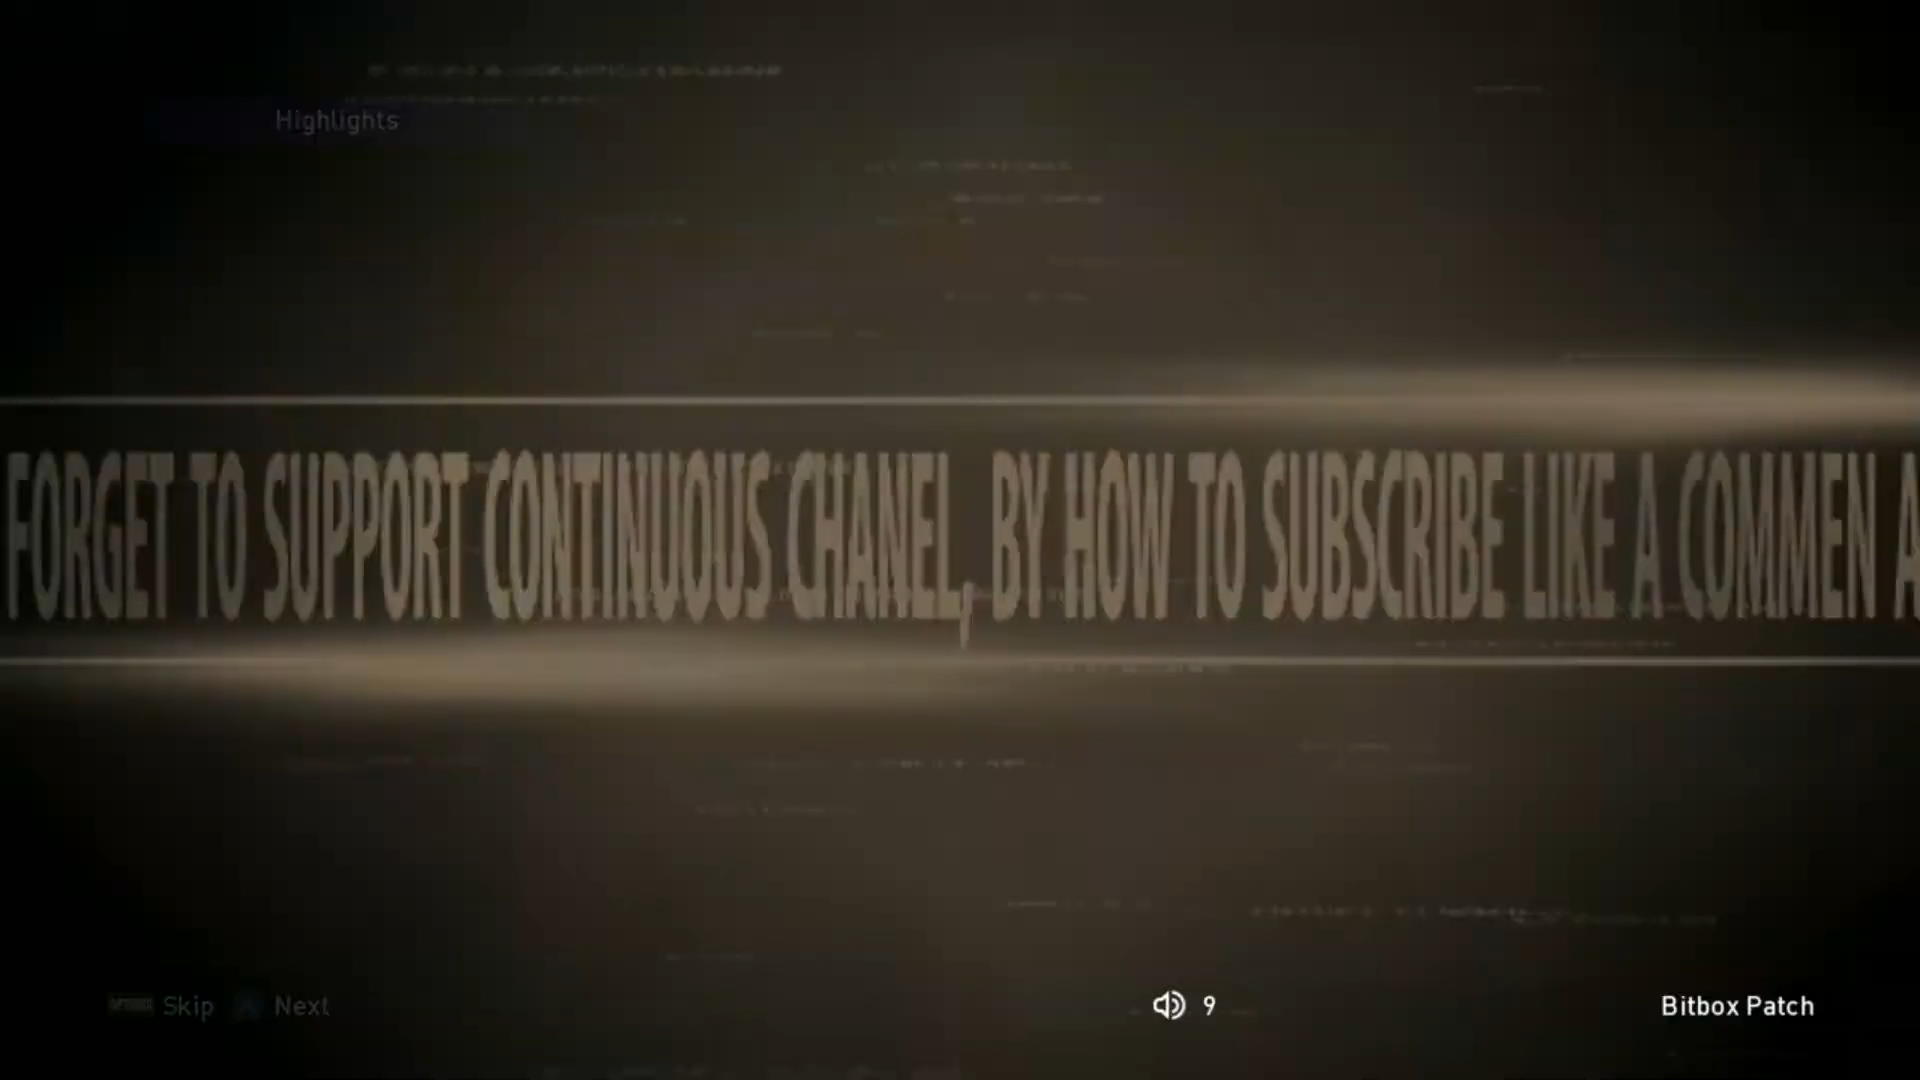 Highlights
FORGET TO SUPPORT CONTINUOUS CHANEL, BY HOW TO SUBSCRIBE LIKE A COMMEN A
Skip Next 9 Bitbox Patch